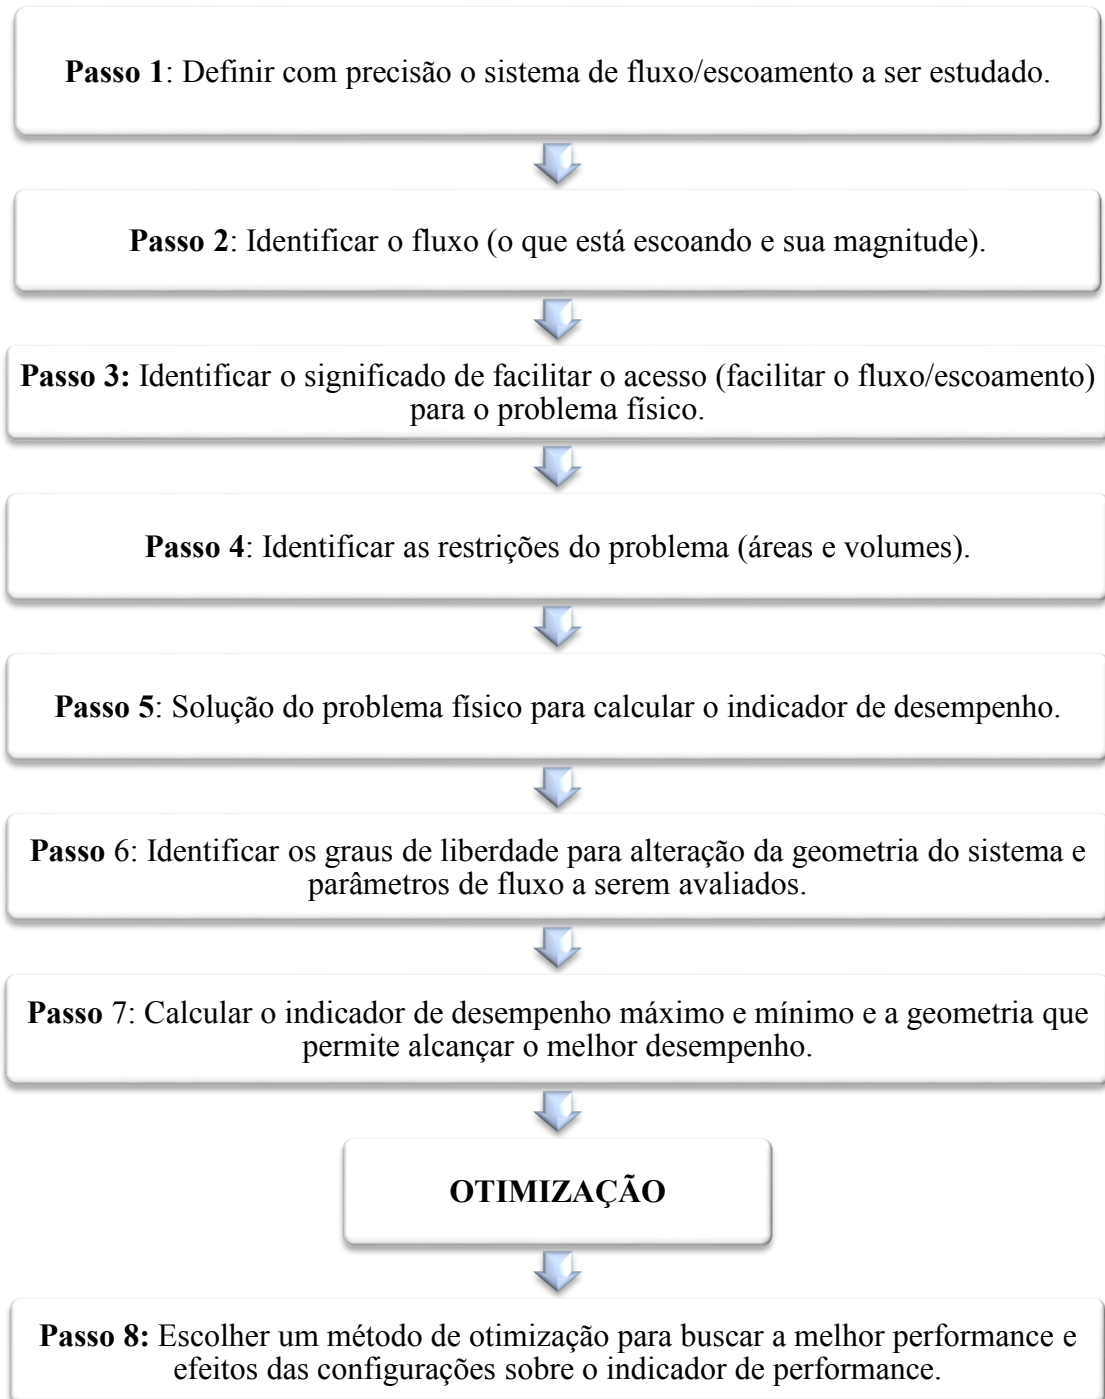 Passo 1: Definir com precisão o sistema de fluxo/escoamento a ser estudado.
Passo 2: Identificar o fluxo (o que está escoando e sua magnitude).
Passo 3: Identificar o significado de facilitar o acesso (facilitar o fluxo/escoamento)
para o problema físico.
Passo 4: Identificar as restrições do problema (áreas e volumes).
Passo 5: Solução do problema físico para calcular o indicador de desempenho.
Passo 6: Identificar os graus de liberdade para alteração da geometria do sistema e
parâmetros de fluxo a serem avaliados.
Passo 7: Calcular o indicador de desempenho máximo e mínimo e a geometria que
permite alcançar o melhor desempenho.
OTIMIZAÇÃO
Passo 8: Escolher um método de otimização para buscar a melhor performance e
efeitos das configurações sobre o indicador de performance.